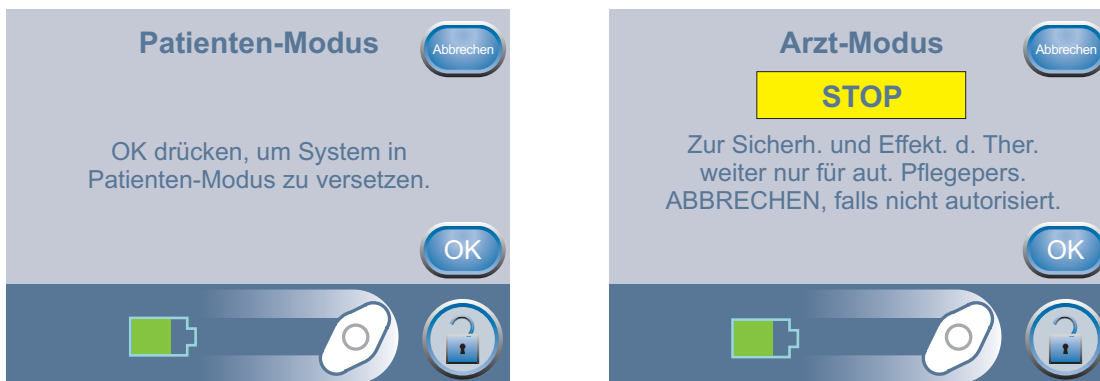 Patienten-Modus
Abbrechen
OK drücken, um System in
Patienten-Modus zu versetzen.
OK
Arzt-Modus
Abbrechen
STOP
Zur Sicherh. und Effekt. d. Ther.
weiter nur für aut. Pflegepers.
ABBRECHEN, falls nicht autorisiert.
OK